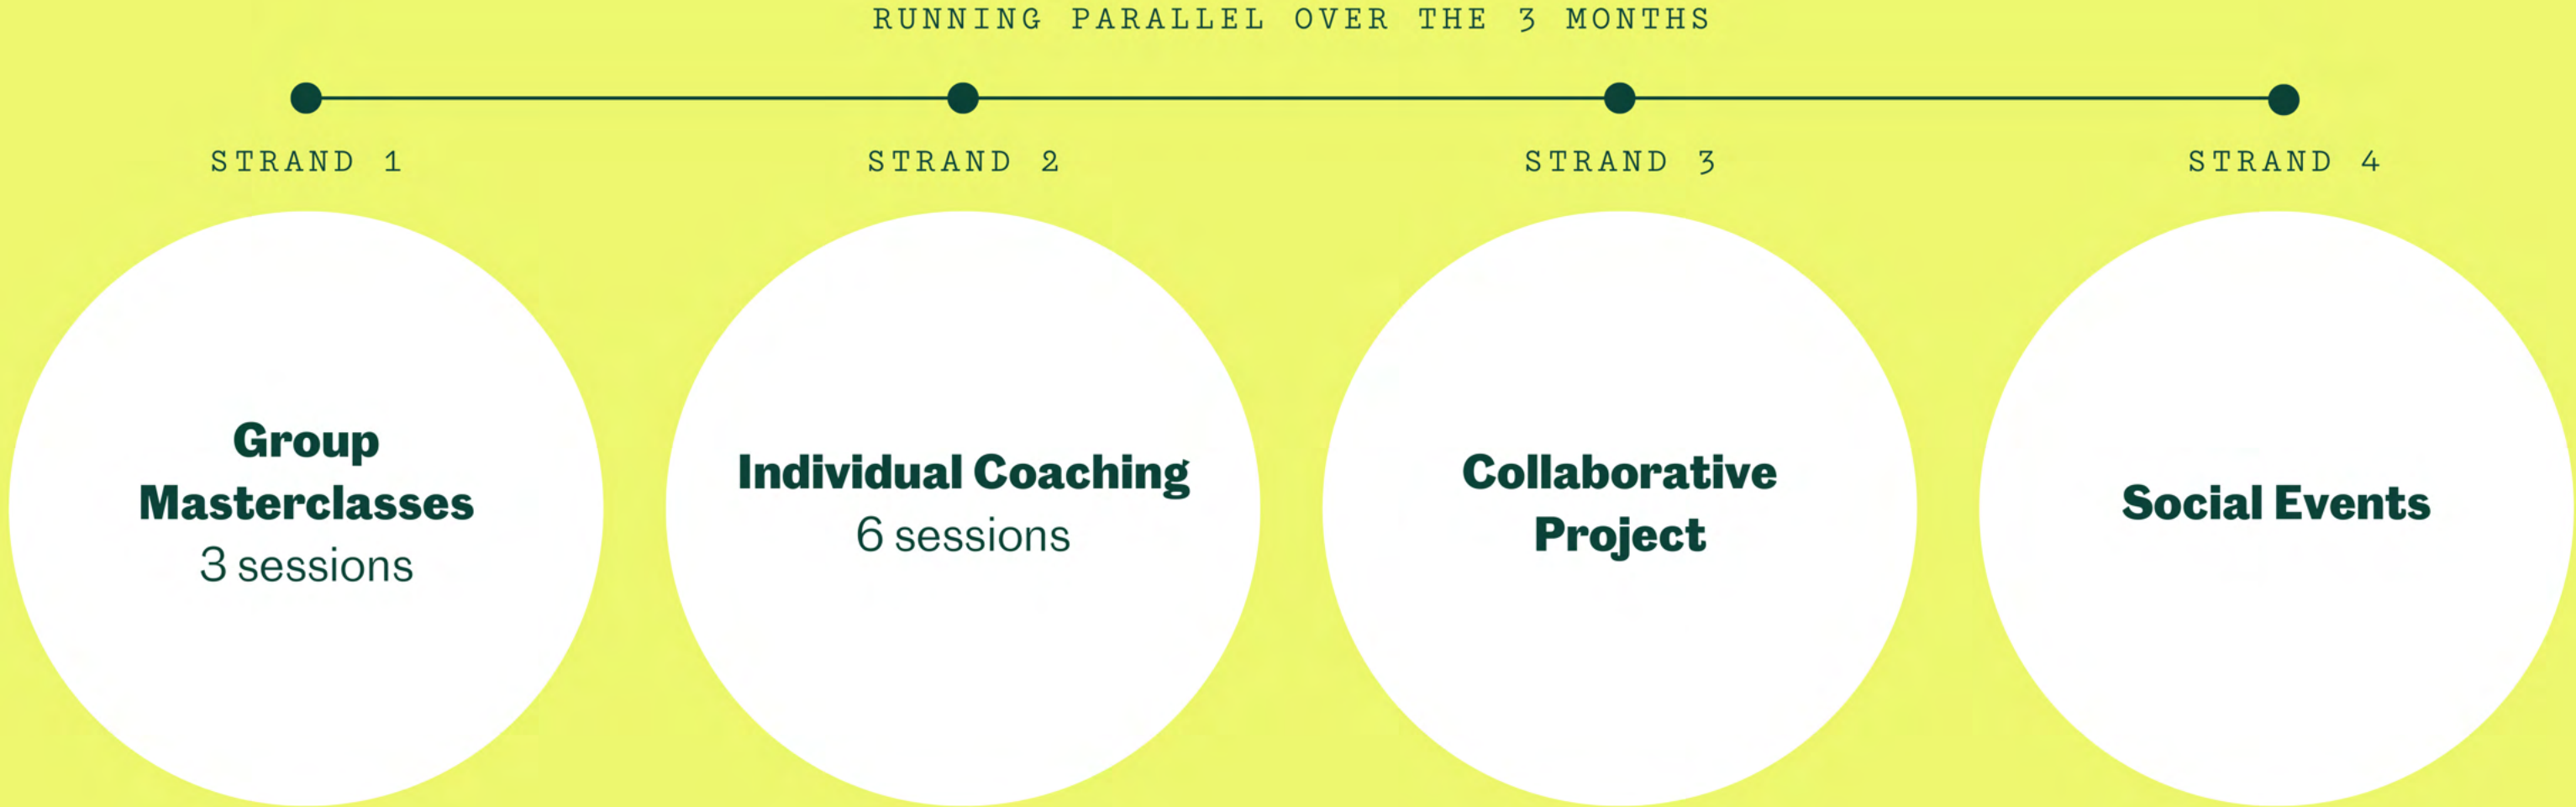 RUNNING PARALLEL OVER THE 3 MONTHS
STRAND 1
STRAND 2
STRAND 3
STRAND 4
Group
Masterclasses
3 sessions
Individual Coaching
6 sessions
Collaborative
Project
Social Events